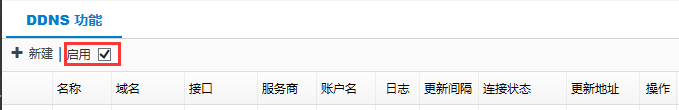 DDNS 功能
新建 | 启用
名称 域名 接口 服务商 账户名 日志 更新间隔 连接状态 更新地址 操作